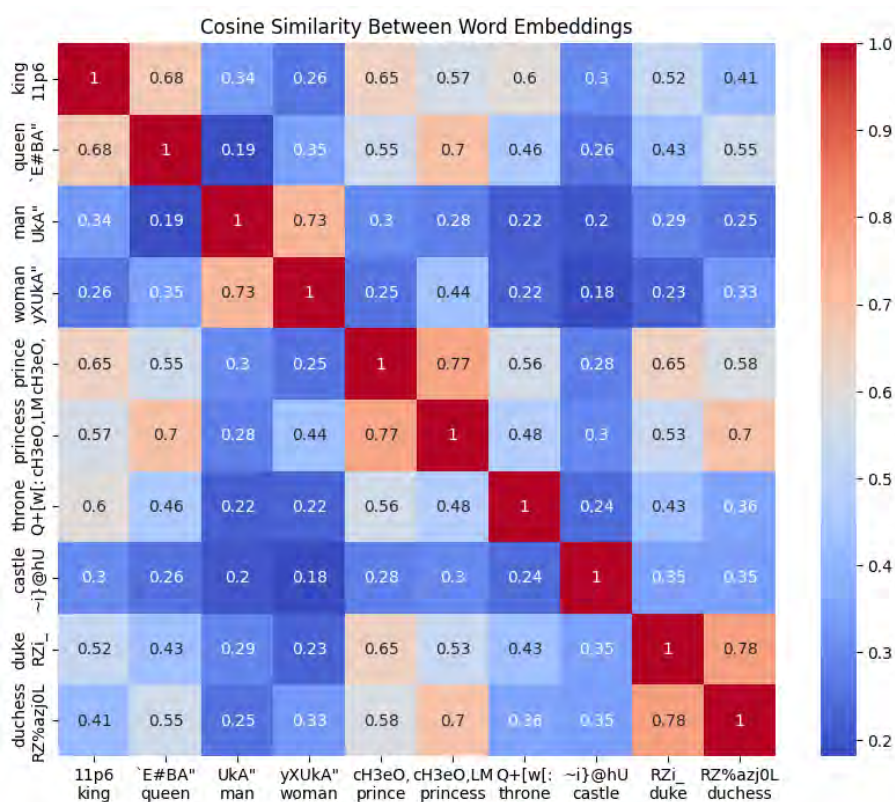 Cosine Similarity Between Word Embeddings
king
11p6
1 0.68 0.34 0.26 0.65 0.57 0.6 0.3 0.52 0.41
queen
`E#BA"
0.68 1 0.19 0.35 0.55 0.7 0.46 0.26 0.43 0.55
man
UkA"
0.34 0.19 1 0.73 0.3 0.28 0.22 0.2 0.29 0.25
woman
yXUkA"
0.26 0.35 0.73 1 0.25 0.44 0.22 0.18 0.23 0.33
prince
cH3eO,
0.65 0.55 0.3 0.25 1 0.77 0.56 0.28 0.65 0.58
princess
cH3eO,LM
0.57 0.7 0.28 0.44 0.77 1 0.48 0.3 0.53 0.7
throne
Q+[w[:
0.6 0.46 0.22 0.22 0.56 0.48 1 0.24 0.43 0.36
castle
~i}@hU
0.3 0.26 0.2 0.18 0.28 0.3 0.24 1 0.35 0.35
duke
RZi_
0.52 0.43 0.29 0.23 0.65 0.53 0.43 0.35 1 0.78
duchess
RZ%azj0L
0.41 0.55 0.25 0.33 0.58 0.7 0.36 0.35 0.78 1
11p6 `E#BA" UkA" yXUkA" cH3eO, cH3eO,LM Q+[w[: ~i}@hU RZi_ RZ%azj0L
king queen man woman prince princess throne castle duke duchess
1.0
0.9
0.8
0.7
0.6
0.5
0.4
0.3
0.2